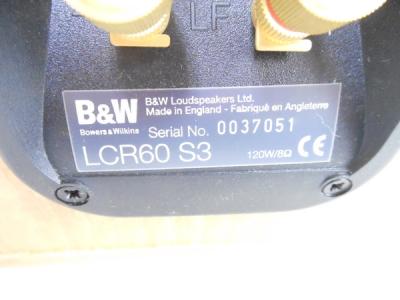 LF
B&W
Bowers & Wilkins
B&W Loudspeakers Ltd.
Made in England - Fabriqué en Angleterre
Serial No. 0037051
LCR60 S3
120W/8Ω CE